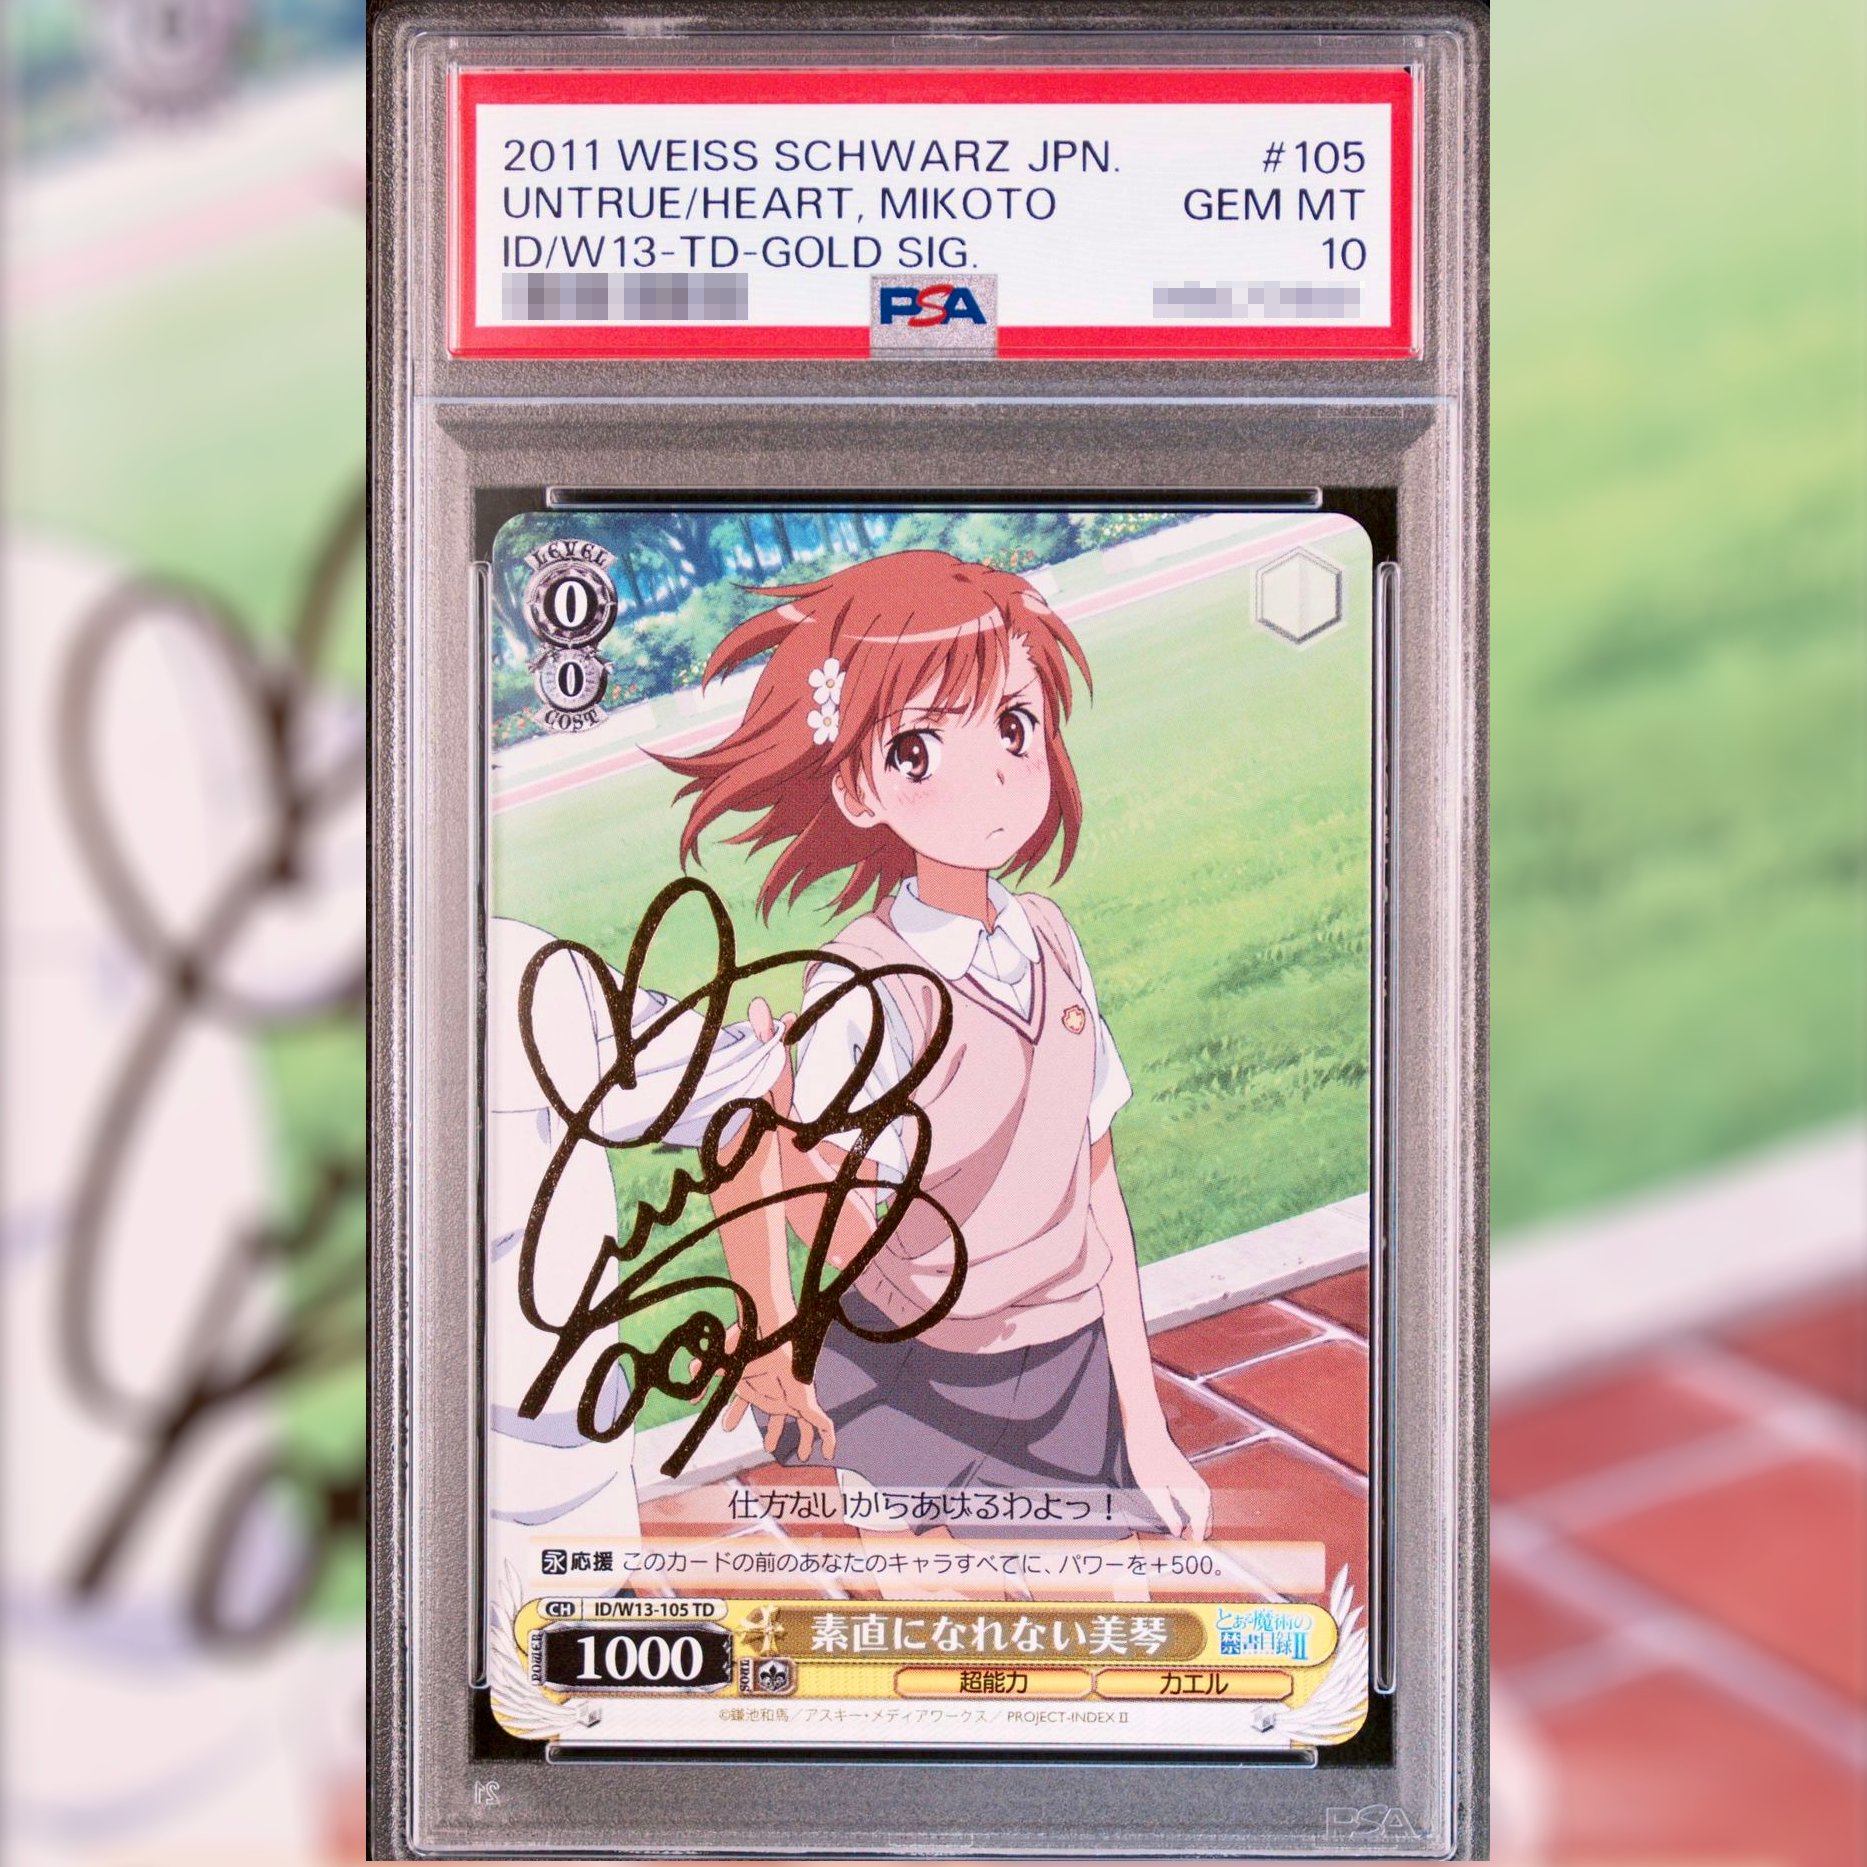 2011 WEISS SCHWARZ JPN. #105
UNTRUE/HEART, MIKOTO GEM MT
ID/W13-TD-GOLD SIG. 10
PSA
LEVEL
0
0
COST
仕方ないからあげるわよっ！
永 応援 このカードの前のあなたのキャラすべてに、パワーを+500。
CH ID/W13-105 TD
POWER 1000 SOUL 素直になれない美琴 とある魔術の禁書目録II
超能力 カエル
©鎌池和馬／アスキー・メディアワークス／ PROJECT-INDEX II
21
PSA